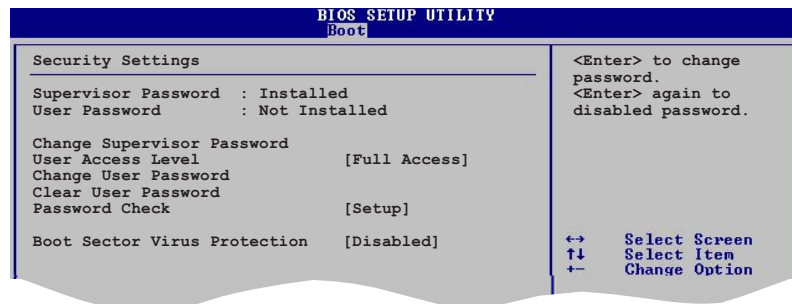 BIOS SETUP UTILITY
Boot
Security Settings
Supervisor Password : Installed
User Password : Not Installed
Change Supervisor Password
User Access Level [Full Access]
Change User Password
Clear User Password
Password Check [Setup]
Boot Sector Virus Protection [Disabled]
<Enter> to change
password.
<Enter> again to
disabled password.
↔ Select Screen
↑↓ Select Item
+- Change Option